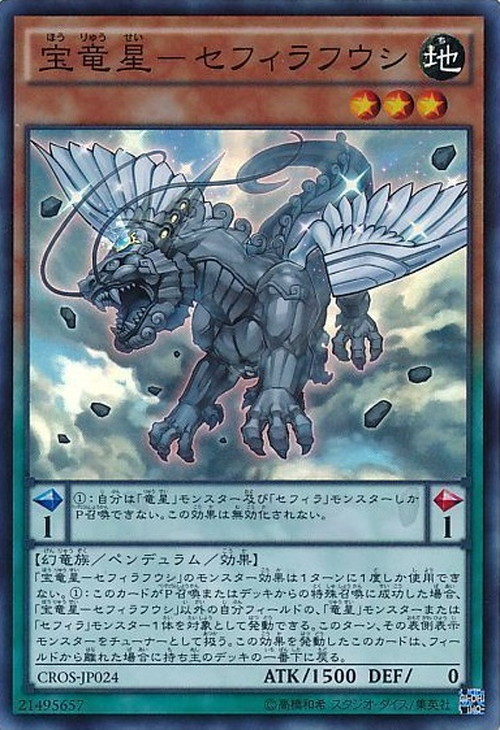 ほう りゅう せい
宝竜星－セフィラフウシ
ち
地
①：自分は「竜星」モンスター及び「セフィラ」モンスターしか
P召喚できない。この効果は無効化されない。
1
1
【幻竜族／ペンデュラム／効果】
「宝竜星－セフィラフウシ」のモンスター効果は１ターンに１度しか使用でき
ない。①：このカードがP召喚またはデッキからの特殊召喚に成功した場合、
「宝竜星－セフィラフウシ」以外の自分フィールドの、「竜星」モンスターまたは
「セフィラ」モンスター１体を対象として発動できる。このターン、その表側表示
モンスターをチューナーとして扱う。この効果を発動したこのカードは、フィー
ルドから離れた場合に持ち主のデッキの一番下に戻る。
CROS-JP024
ATK/1500 DEF/ 0
21495657
©高橋和希 スタジオ・ダイス/集英社